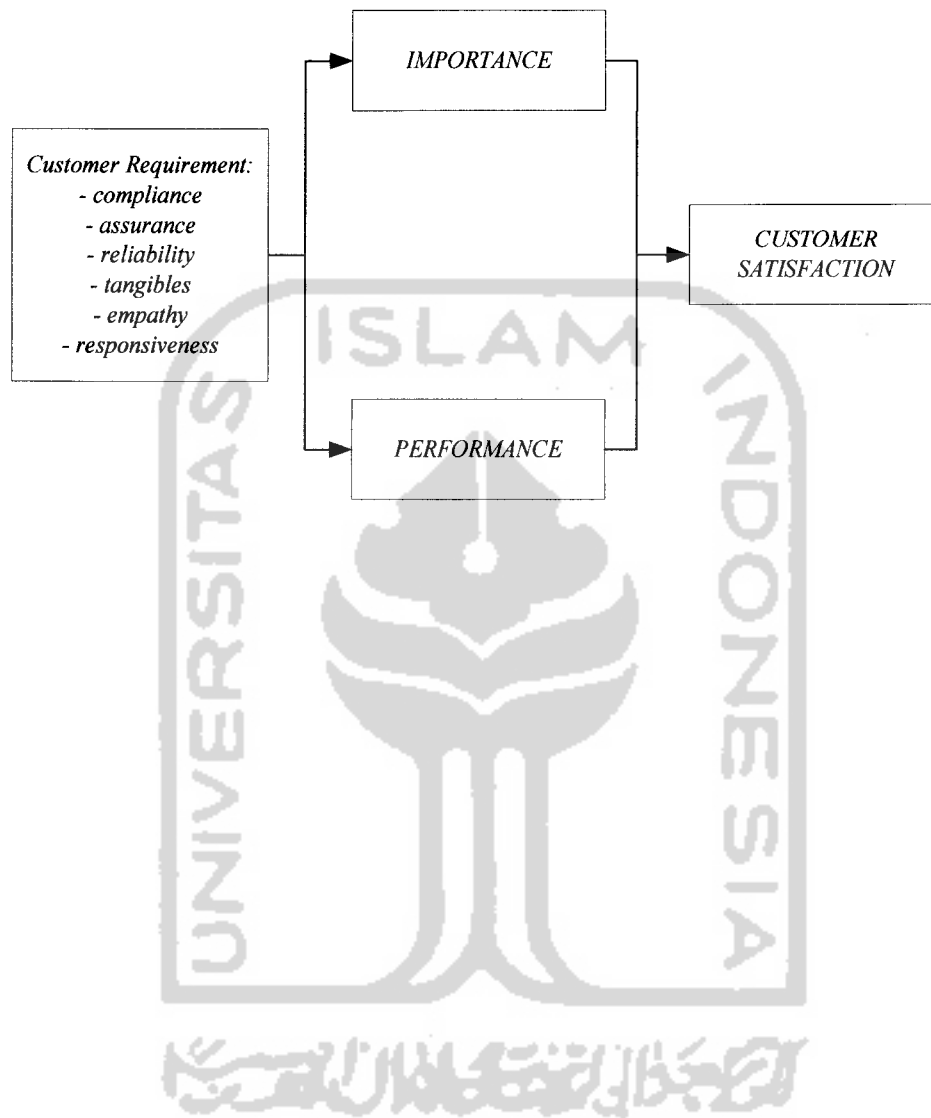 IMPORTANCE
Customer Requirement:
- compliance
- assurance
- reliability
- tangibles
- empathy
- responsiveness
CUSTOMER
SATISFACTION
PERFORMANCE
UNIVERSITAS ISLAM INDONESIA